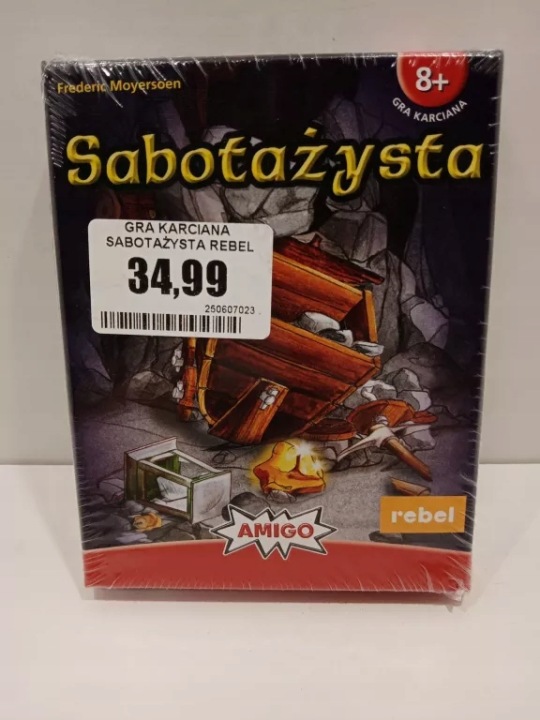 Frederic Moyersoen
8+
GRA KARCIANA
Sabotażysta
GRA KARCIANA
SABOTAŻYSTA REBEL
34,99
250607023
rebel
AMIGO